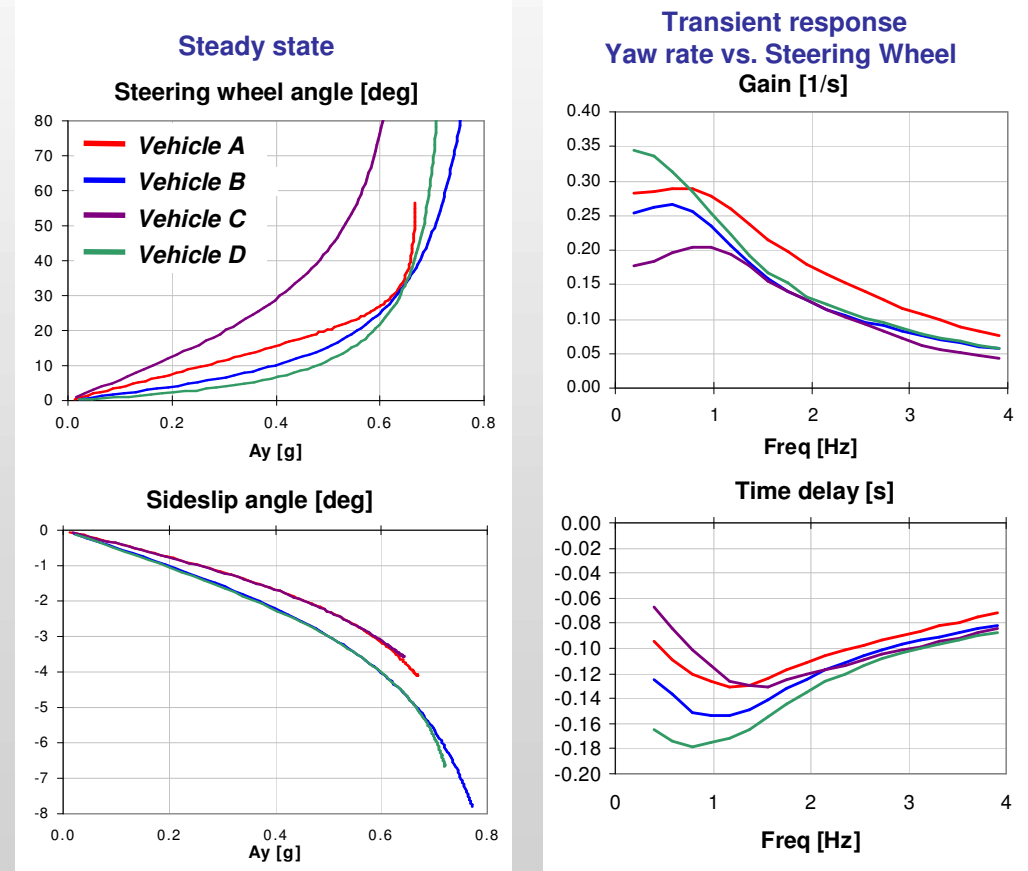 Steady state
Steering wheel angle [deg]
80
70
60
50
40
30
20
10
0
Vehicle A
Vehicle B
Vehicle C
Vehicle D
0.0 0.2 0.4 0.6 0.8
Ay [g]
Sideslip angle [deg]
0
-1
-2
-3
-4
-5
-6
-7
-8
0.0 0.2 0.4 0.6 0.8
Ay [g]
Transient response
Yaw rate vs. Steering Wheel
Gain [1/s]
0.40
0.35
0.30
0.25
0.20
0.15
0.10
0.05
0.00
0 1 2 3 4
Freq [Hz]
Time delay [s]
0.00
-0.02
-0.04
-0.06
-0.08
-0.10
-0.12
-0.14
-0.16
-0.18
-0.20
0 1 2 3 4
Freq [Hz]